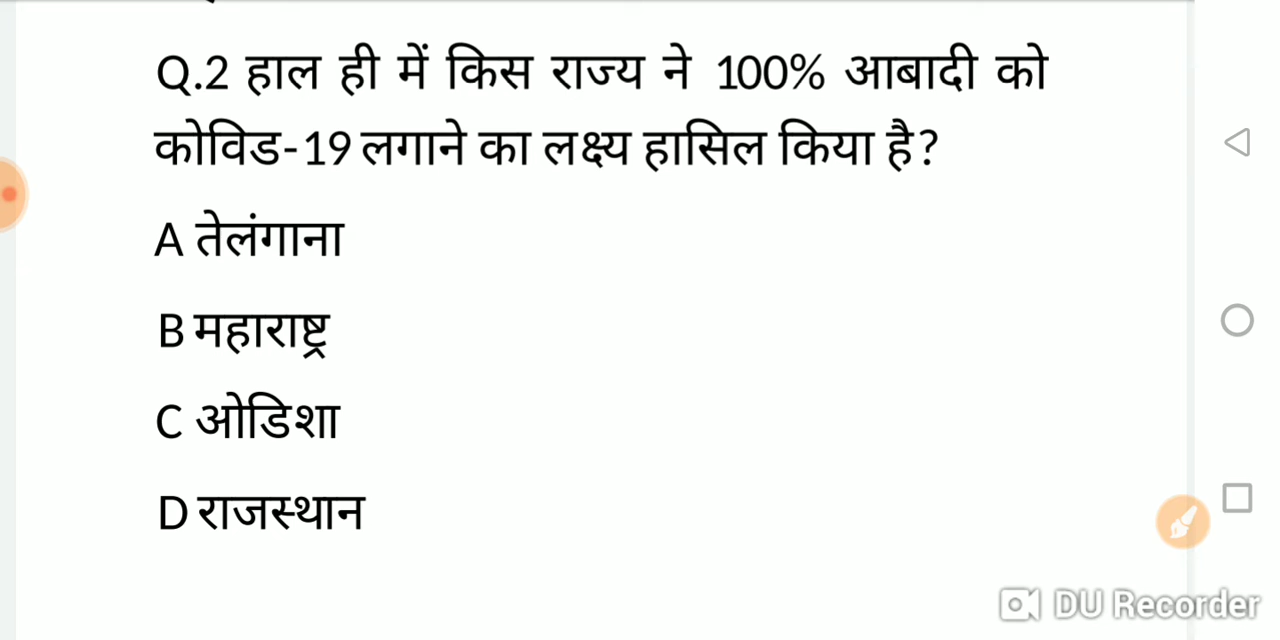 Q.2 हाल ही में किस राज्य ने 100% आबादी को
कोविड-19 लगाने का लक्ष्य हासिल किया है?
A तेलंगाना
B महाराष्ट्र
C ओडिशा
D राजस्थान
DU Recorder